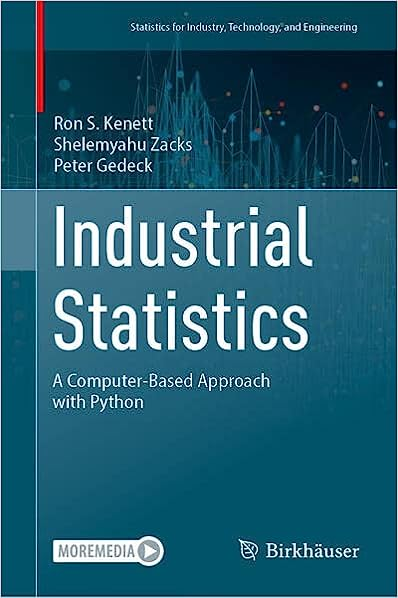 Statistics for Industry, Technology, and Engineering
Ron S. Kenett
Shelemyahu Zacks
Peter Gedeck
Industrial
Statistics
A Computer-Based Approach
with Python
MOREMEDIA
Birkhäuser